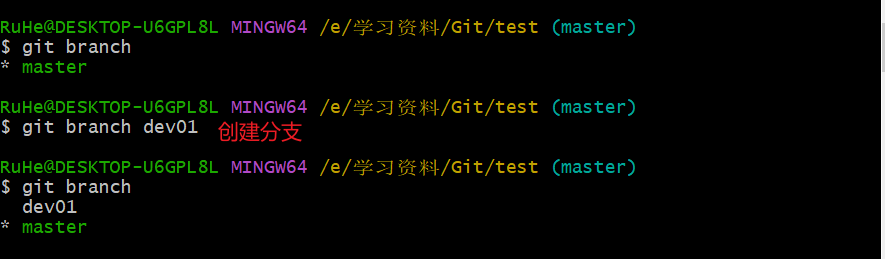 RuHe@DESKTOP-U6GPL8L MINGW64 /e/学习资料/Git/test (master)
$ git branch
* master
RuHe@DESKTOP-U6GPL8L MINGW64 /e/学习资料/Git/test (master)
$ git branch dev01 创建分支
RuHe@DESKTOP-U6GPL8L MINGW64 /e/学习资料/Git/test (master)
$ git branch
dev01
* master